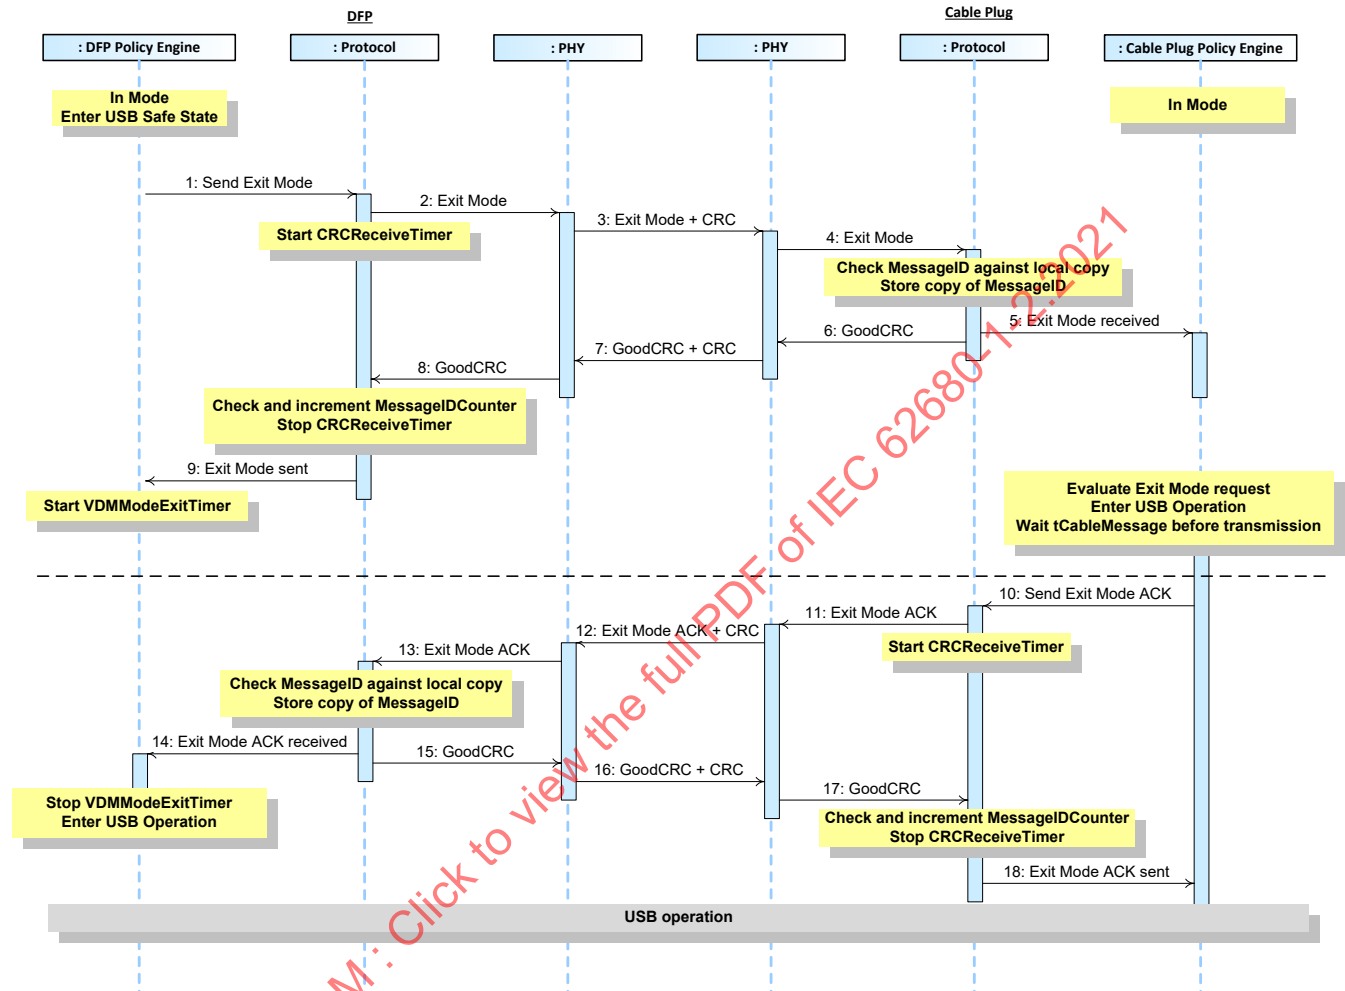 DFP
Cable Plug
: DFP Policy Engine
: Protocol
: PHY
: PHY
: Protocol
: Cable Plug Policy Engine
In Mode
Enter USB Safe State
In Mode
1: Send Exit Mode
2: Exit Mode
3: Exit Mode + CRC
4: Exit Mode
Start CRCReceiveTimer
Check MessageID against local copy
Store copy of MessageID
5: Exit Mode received
6: GoodCRC
7: GoodCRC + CRC
8: GoodCRC
Check and increment MessageIDCounter
Stop CRCReceiveTimer
9: Exit Mode sent
Start VDMModeExitTimer
Evaluate Exit Mode request
Enter USB Operation
Wait tCableMessage before transmission
10: Send Exit Mode ACK
11: Exit Mode ACK
12: Exit Mode ACK + CRC
13: Exit Mode ACK
Start CRCReceiveTimer
Check MessageID against local copy
Store copy of MessageID
14: Exit Mode ACK received
15: GoodCRC
16: GoodCRC + CRC
17: GoodCRC
Stop VDMModeExitTimer
Enter USB Operation
Check and increment MessageIDCounter
Stop CRCReceiveTimer
18: Exit Mode ACK sent
USB operation
M : Click to view the full PDF of IEC 62680-1-2:2021